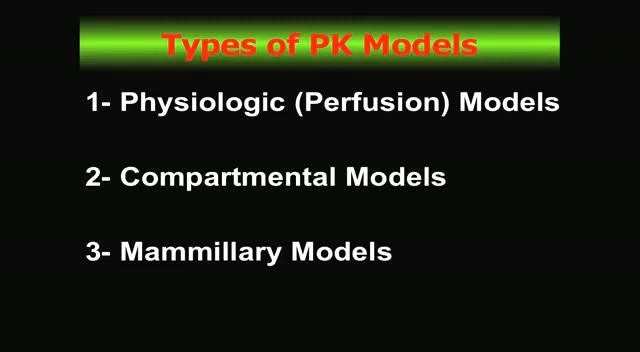 Types of PK Models
1- Physiologic (Perfusion) Models
2- Compartmental Models
3- Mammillary Models